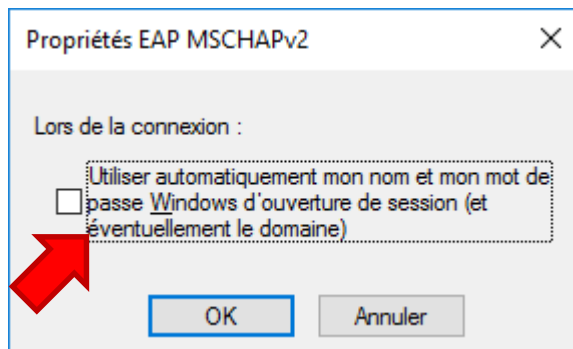 Propriétés EAP MSCHAPv2
Lors de la connexion :
Utiliser automatiquement mon nom et mon mot de
passe Windows d'ouverture de session (et
éventuellement le domaine)
OK
Annuler